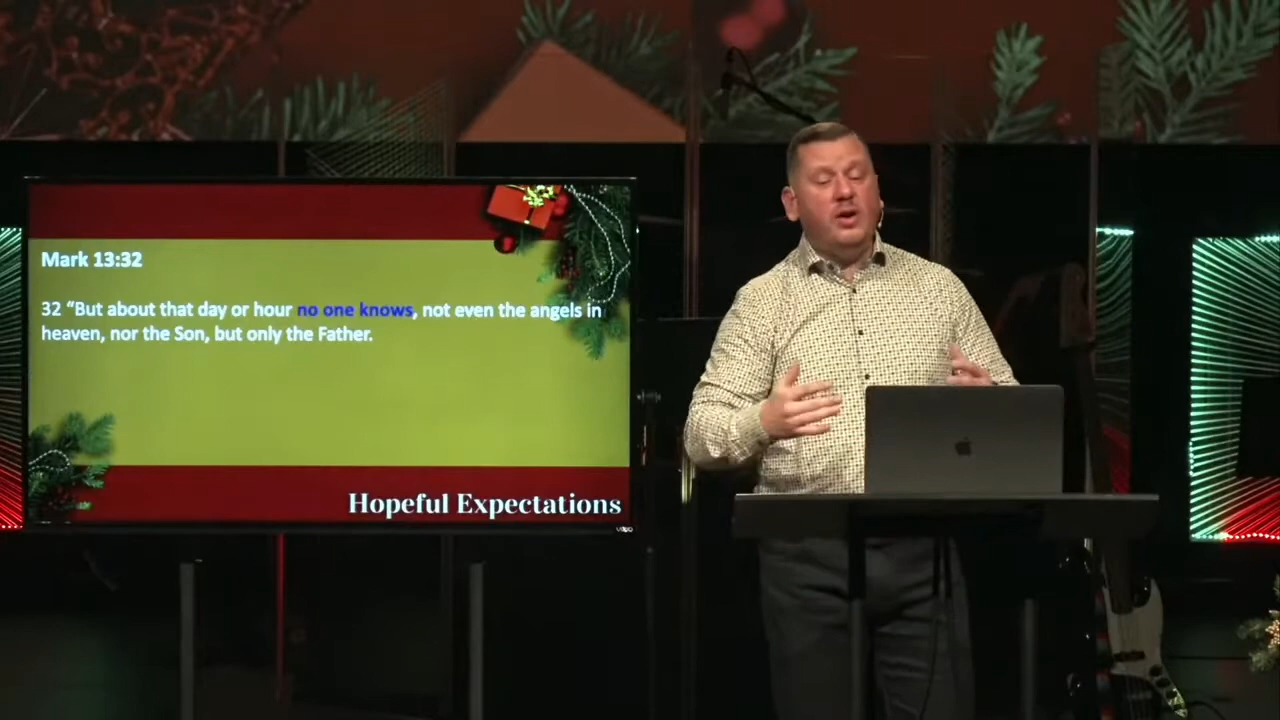 Mark 13:32
32 “But about that day or hour no one knows, not even the angels in
heaven, nor the Son, but only the Father.
Hopeful Expectations
VIZIO